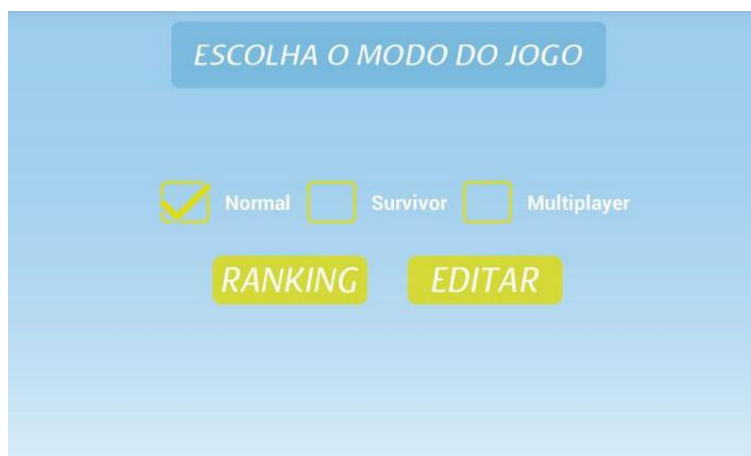 ESCOLHA O MODO DO JOGO
Normal Survivor Multiplayer
RANKING EDITAR